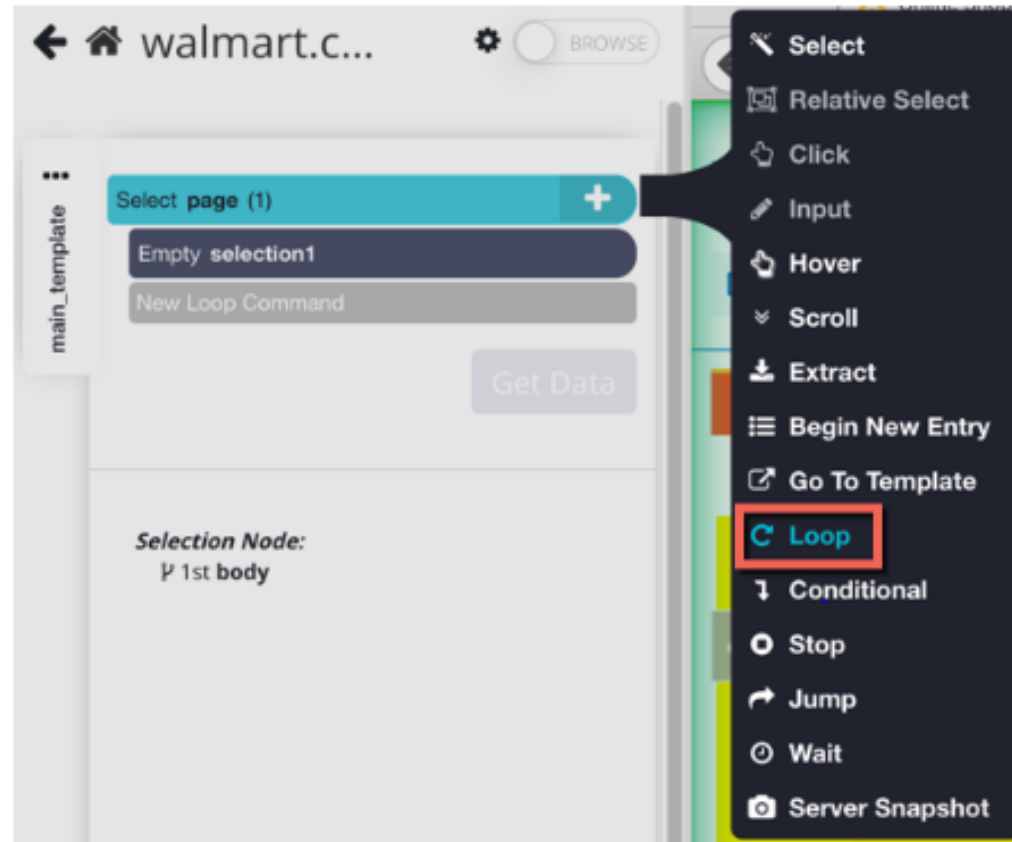 walmart.c...
BROWSE
main_template
Select page (1)
Empty selection1
New Loop Command
Get Data
Selection Node:
1st body
Select
Relative Select
Click
Input
Hover
Scroll
Extract
Begin New Entry
Go To Template
Loop
Conditional
Stop
Jump
Wait
Server Snapshot